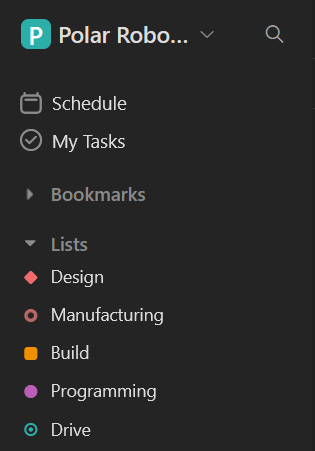 P Polar Robo...
Schedule
My Tasks
Bookmarks
Lists
Design
Manufacturing
Build
Programming
Drive